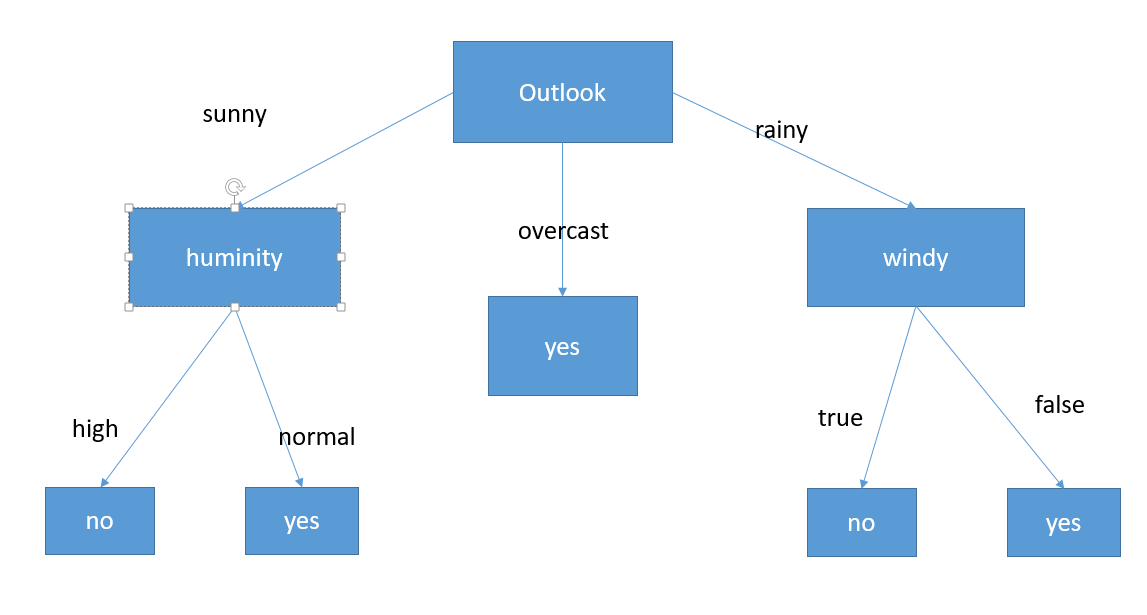 Outlook
sunny
rainy
overcast
huminity
windy
yes
high
normal
true
false
no
yes
no
yes